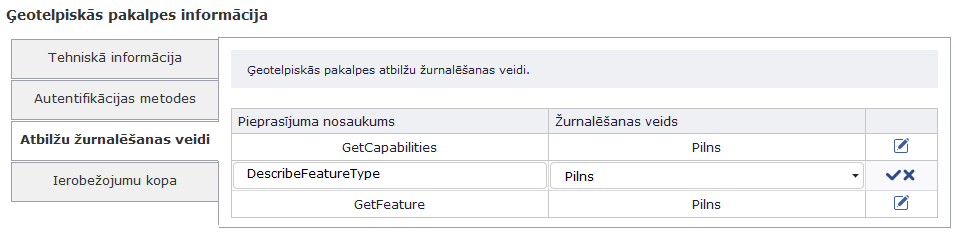 Ģeotelpiskās pakalpes informācija
Tehniskā informācija
Autentifikācijas metodes
Atbilžu žurnalēšanas veidi
Ierobežojumu kopa
Ģeotelpiskās pakalpes atbilžu žurnalēšanas veidi.
Pieprasījuma nosaukums Žurnalēšanas veids
GetCapabilities Pilns
DescribeFeatureType Pilns
GetFeature Pilns